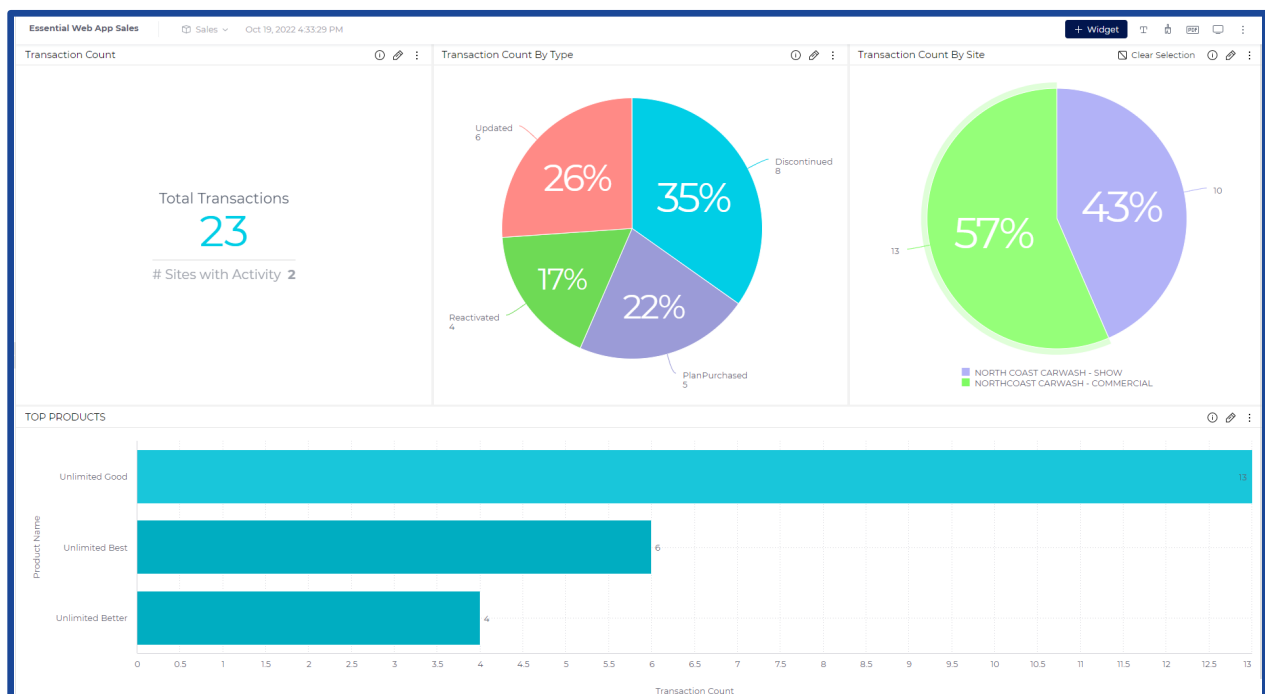 Essential Web App Sales
Sales
Oct 19, 2022 4:33:29 PM
+ Widget
PDF
Transaction Count
Transaction Count By Type
Transaction Count By Site
Clear Selection
Total Transactions
23
# Sites with Activity 2
Updated
6
26%
35%
Discontinued
8
17%
22%
Reactivated
4
PlanPurchased
5
57%
43%
10
13
NORTH COAST CARWASH - SHOW
NORTHCOAST CARWASH - COMMERCIAL
TOP PRODUCTS
Product Name
Unlimited Good
13
Unlimited Best
6
Unlimited Better
4
0 0.5 1 1.5 2 2.5 3 3.5 4 4.5 5 5.5 6 6.5 7 7.5 8 8.5 9 9.5 10 10.5 11 11.5 12 12.5 13
Transaction Count